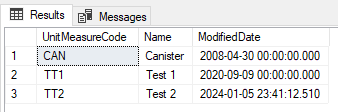 Results Messages
UnitMeasureCode Name ModifiedDate
1 CAN Canister 2008-04-30 00:00:00.000
2 TT1 Test 1 2020-09-09 00:00:00.000
3 TT2 Test 2 2024-01-05 23:41:12.510